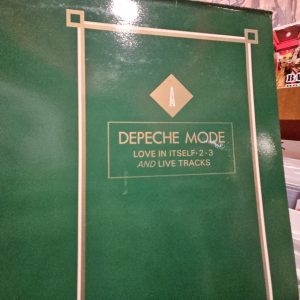 DEPECHE MODE
LOVE IN ITSELF·2·3
AND LIVE TRACKS